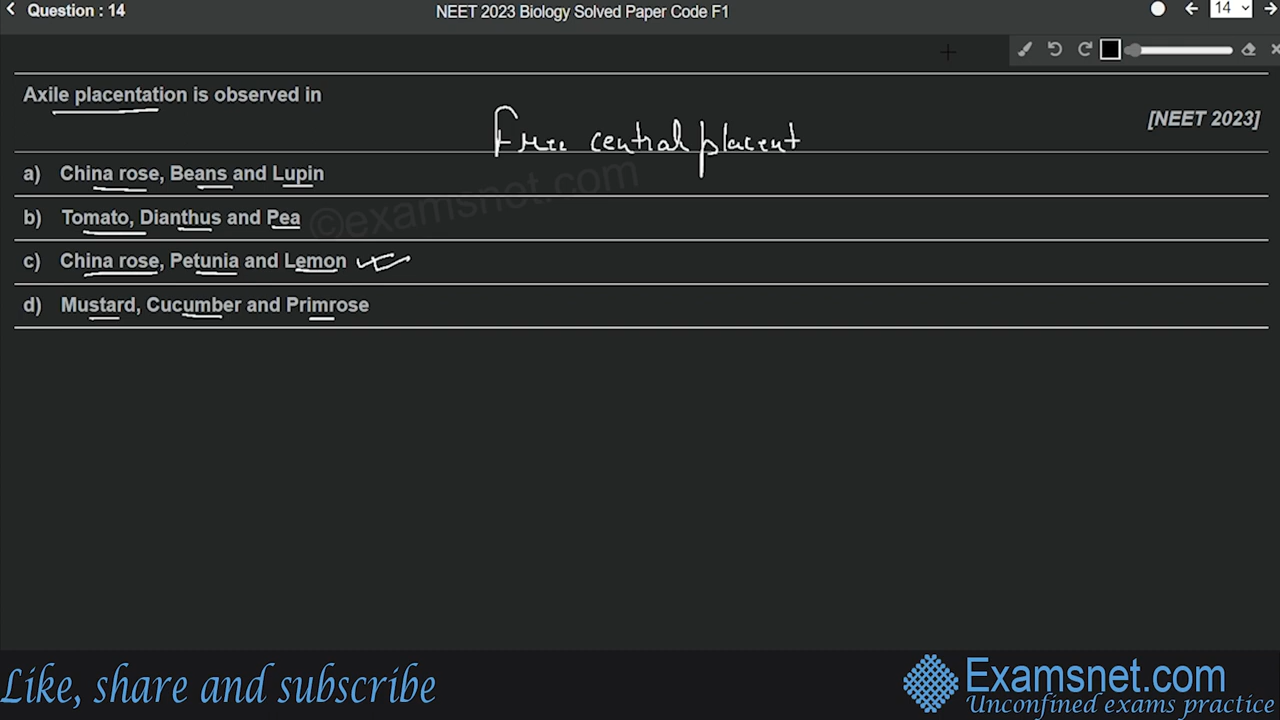 Question : 14
NEET 2023 Biology Solved Paper Code F1
14
Axile placentation is observed in
[NEET 2023]
Free central placent
a) China rose, Beans and Lupin
©examsnet.com
b) Tomato, Dianthus and Pea
c) China rose, Petunia and Lemon
d) Mustard, Cucumber and Primrose
Like, share and subscribe
Examsnet.com
Unconfined exams practice